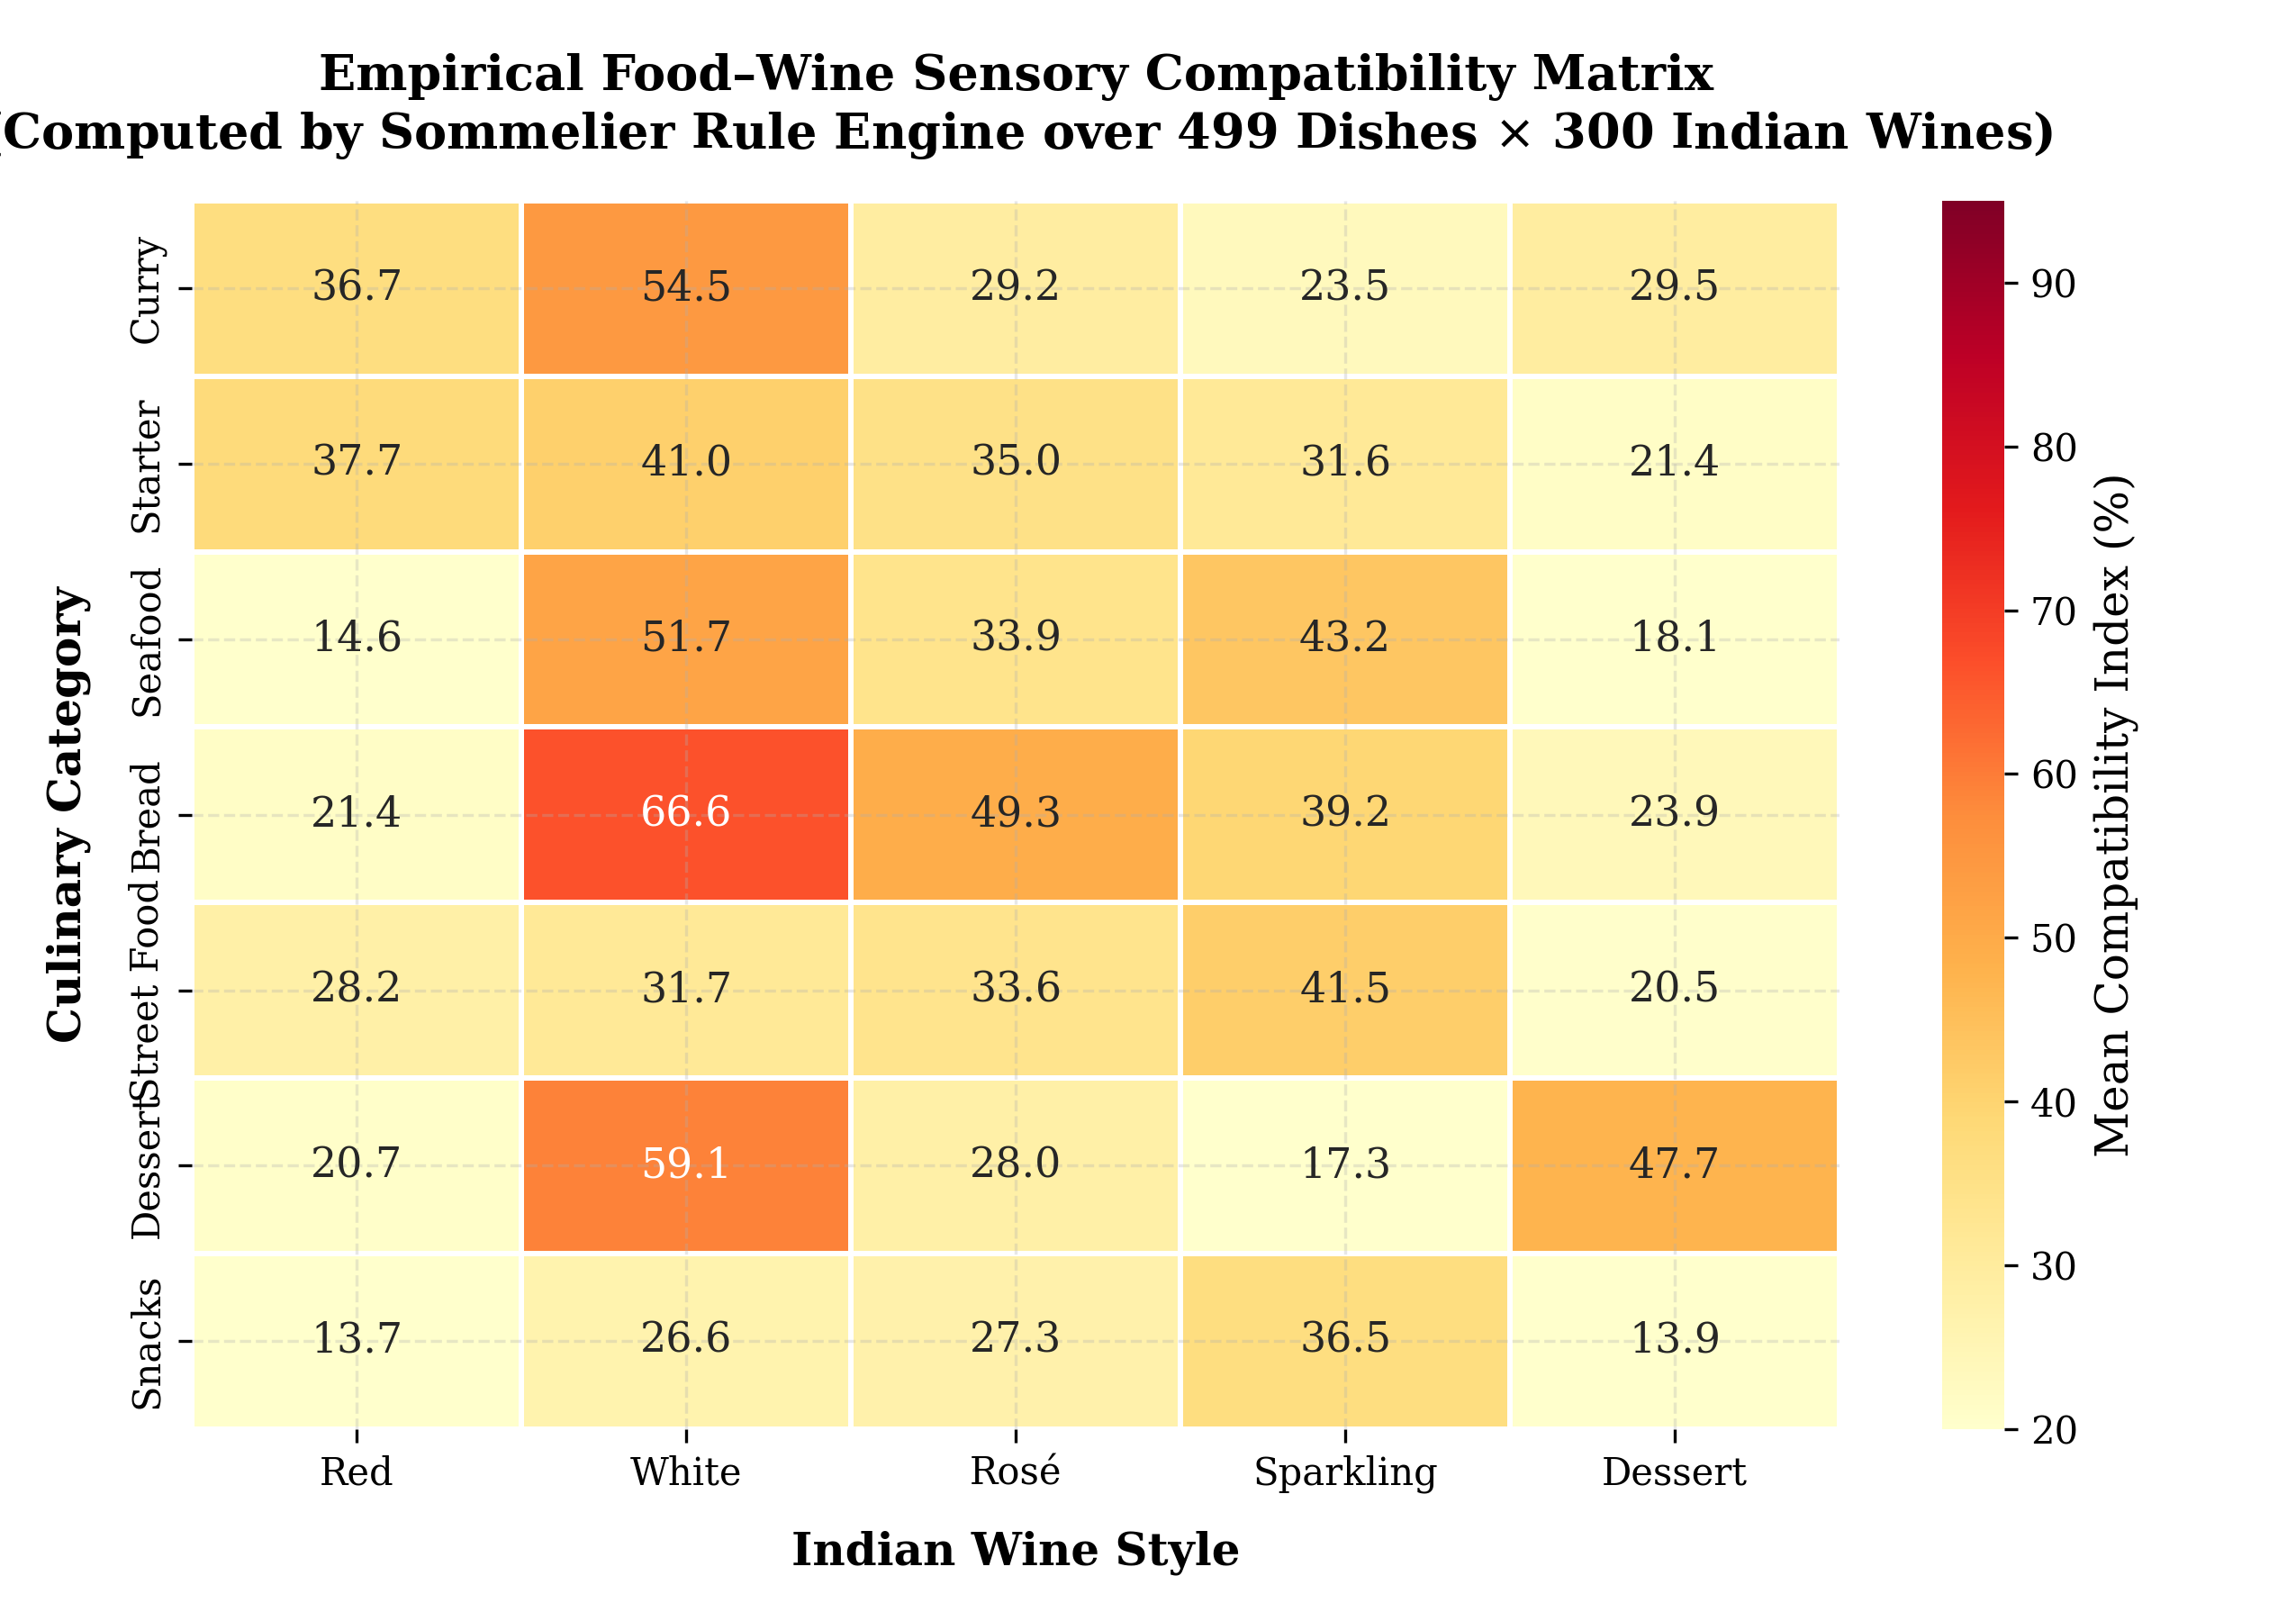 Empirical Food–Wine Sensory Compatibility Matrix
(Computed by Sommelier Rule Engine over 499 Dishes × 300 Indian Wines)
Culinary Category
Curry 36.7 54.5 29.2 23.5 29.5
Starter 37.7 41.0 35.0 31.6 21.4
Seafood 14.6 51.7 33.9 43.2 18.1
Bread 21.4 66.6 49.3 39.2 23.9
Street Food 28.2 31.7 33.6 41.5 20.5
Dessert 20.7 59.1 28.0 17.3 47.7
Snacks 13.7 26.6 27.3 36.5 13.9
Red White Rosé Sparkling Dessert
Indian Wine Style
90
80
70
60
50
40
30
20
Mean Compatibility Index (%)